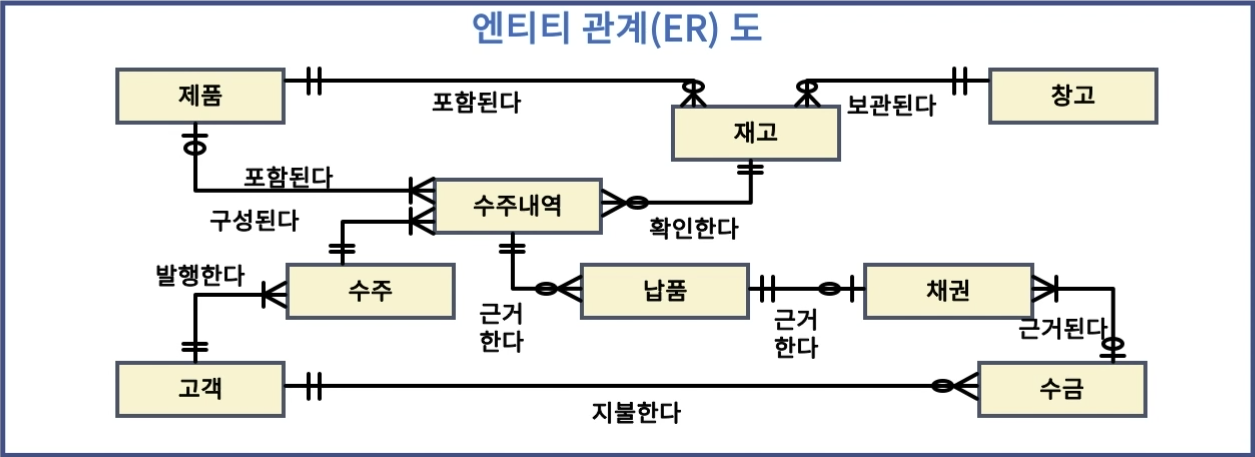 엔티티 관계(ER) 도
제품
포함된다
보관된다
창고
재고
포함된다
수주내역
구성된다
확인한다
발행한다
수주
납품
채권
근거
한다
근거
한다
근거된다
고객
수금
지불한다